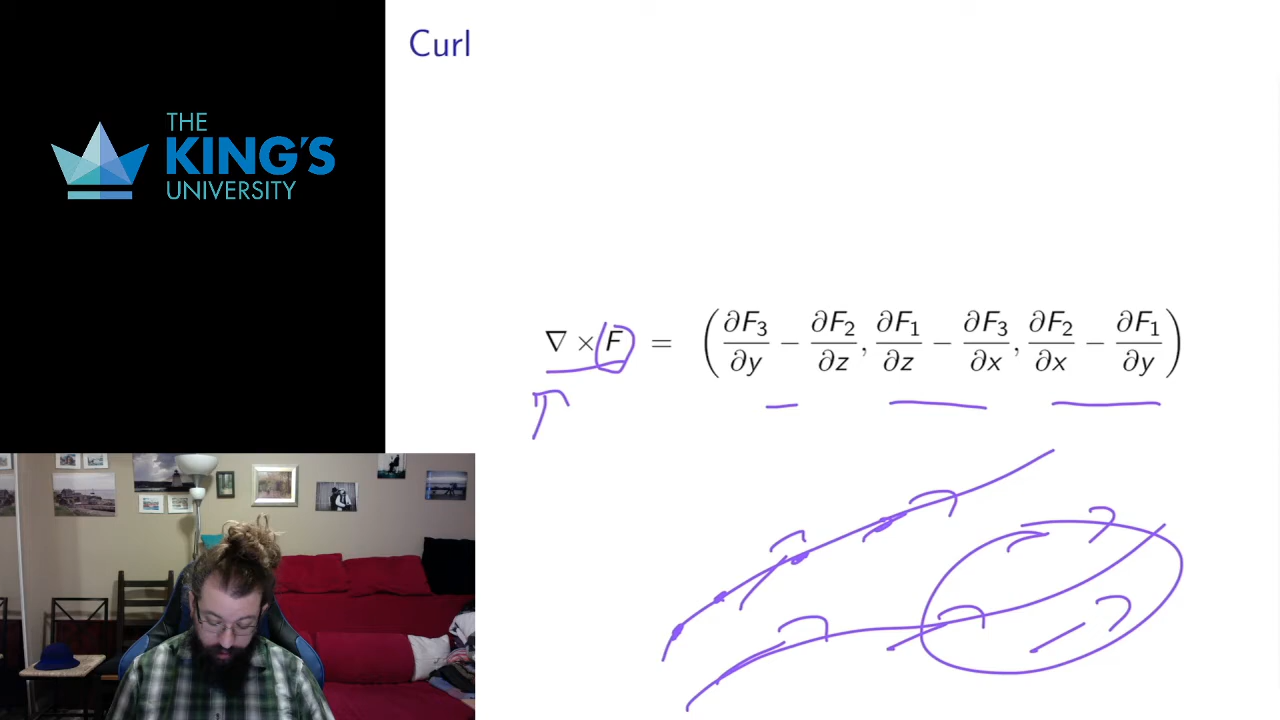 Curl
THE
KING'S
UNIVERSITY
∇ × F = (∂F₃/∂y − ∂F₂/∂z, ∂F₁/∂z − ∂F₃/∂x, ∂F₂/∂x − ∂F₁/∂y)